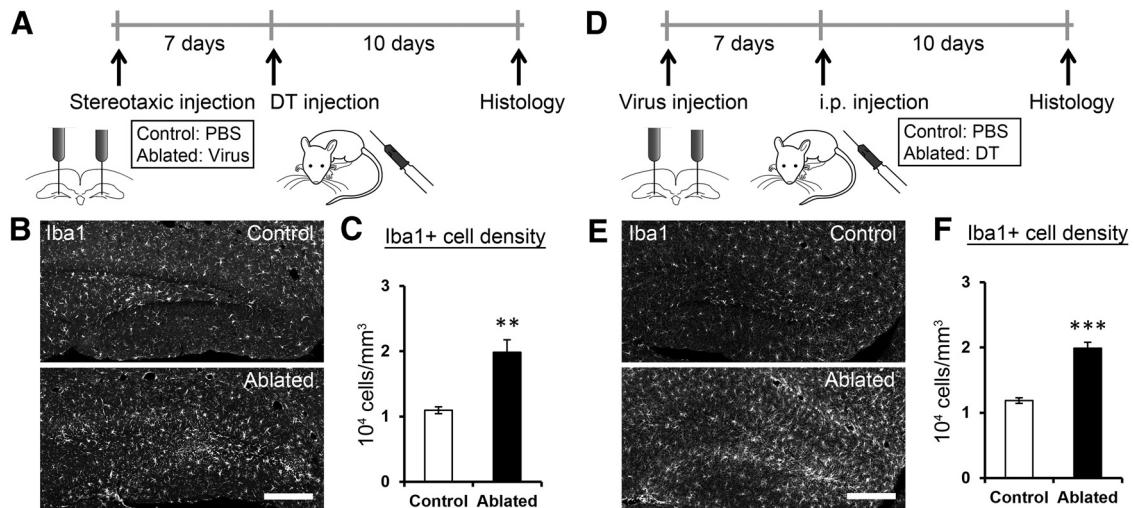 A
7 days
10 days
Stereotaxic injection
DT injection
Histology
Control: PBS
Ablated: Virus
B
Iba1
Control
Ablated
C
Iba1+ cell density
10⁴ cells/mm³
3
2
1
0
**
Control
Ablated
D
7 days
10 days
Virus injection
i.p. injection
Histology
Control: PBS
Ablated: DT
E
Iba1
Control
Ablated
F
Iba1+ cell density
10⁴ cells/mm³
3
2
1
0
***
Control
Ablated